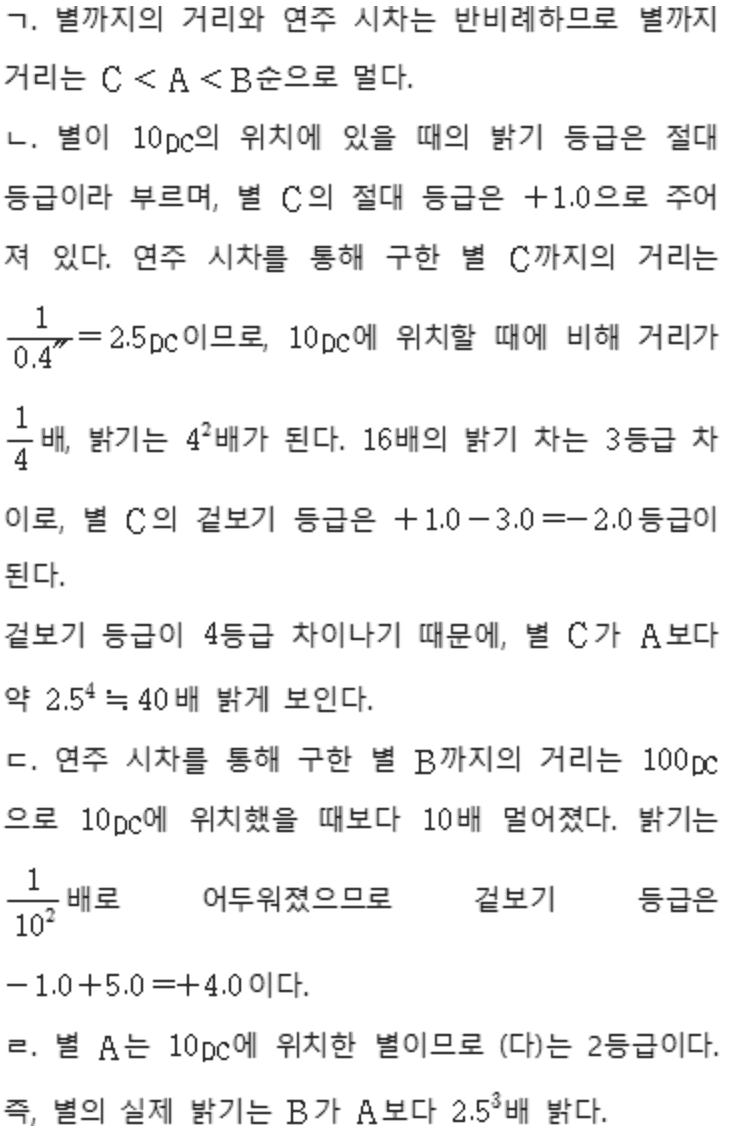 ㄱ. 별까지의 거리와 연주 시차는 반비례하므로 별까지
거리는 C < A < B순으로 멀다.
ㄴ. 별이 10pc의 위치에 있을 때의 밝기 등급은 절대
등급이라 부르며, 별 C의 절대 등급은 +1.0으로 주어
져 있다. 연주 시차를 통해 구한 별 C까지의 거리는
1/0.4″ = 2.5pc이므로, 10pc에 위치할 때에 비해 거리가
1/4배, 밝기는 4²배가 된다. 16배의 밝기 차는 3등급 차
이로, 별 C의 겉보기 등급은 +1.0-3.0=-2.0등급이
된다.
겉보기 등급이 4등급 차이나기 때문에, 별 C가 A보다
약 2.5⁴≒40배 밝게 보인다.
ㄷ. 연주 시차를 통해 구한 별 B까지의 거리는 100pc
으로 10pc에 위치했을 때보다 10배 멀어졌다. 밝기는
1/10²배로 어두워졌으므로 겉보기 등급은
-1.0+5.0=+4.0이다.
ㄹ. 별 A는 10pc에 위치한 별이므로 (다)는 2등급이다.
즉, 별의 실제 밝기는 B가 A보다 2.5³배 밝다.